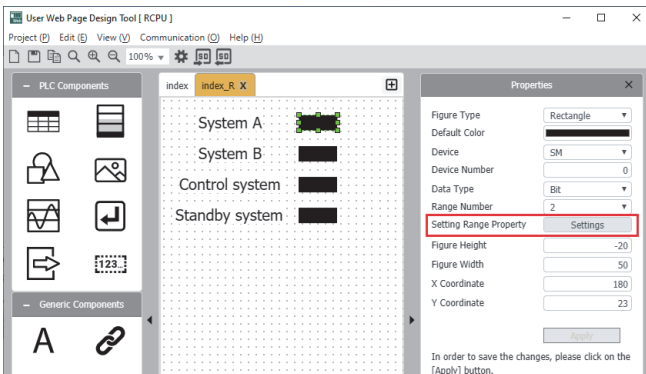 User Web Page Design Tool [ RCPU ]
Project (P) Edit (E) View (V) Communication (O) Help (H)
100%
SD SD
− PLC Components
index index_R X
Properties X
System A
System B
Control system
Standby system
123..
− Generic Components
A
Figure Type Rectangle
Default Color
Device SM
Device Number 0
Data Type Bit
Range Number 2
Setting Range Property Settings
Figure Height -20
Figure Width 50
X Coordinate 180
Y Coordinate 23
Apply
In order to save the changes, please click on the
[Apply] button.